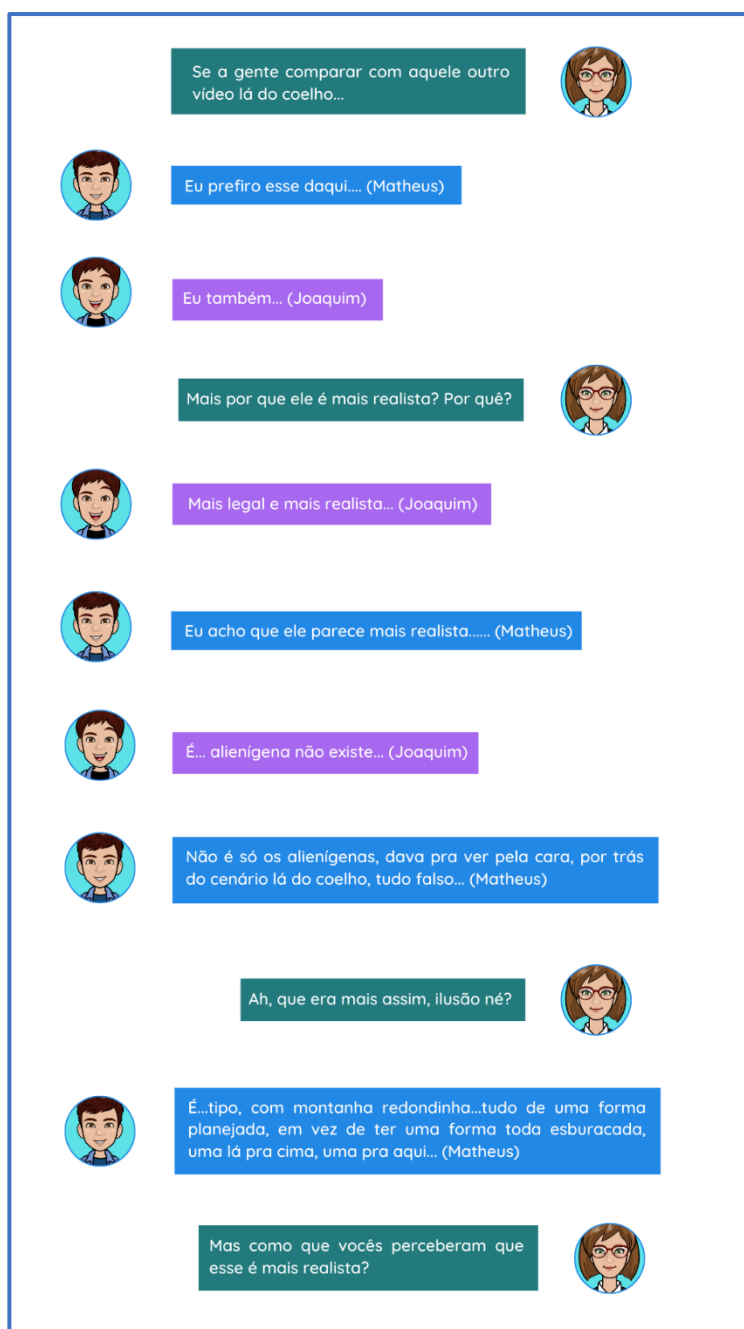 Se a gente comparar com aquele outro
vídeo lá do coelho...
Eu prefiro esse daqui.... (Matheus)
Eu também... (Joaquim)
Mais por que ele é mais realista? Por quê?
Mais legal e mais realista... (Joaquim)
Eu acho que ele parece mais realista...... (Matheus)
É... alienígena não existe... (Joaquim)
Não é só os alienígenas, dava pra ver pela cara, por trás
do cenário lá do coelho, tudo falso... (Matheus)
Ah, que era mais assim, ilusão né?
É...tipo, com montanha redondinha...tudo de uma forma
planejada, em vez de ter uma forma toda esburacada,
uma lá pra cima, uma pra aqui... (Matheus)
Mas como que vocês perceberam que
esse é mais realista?